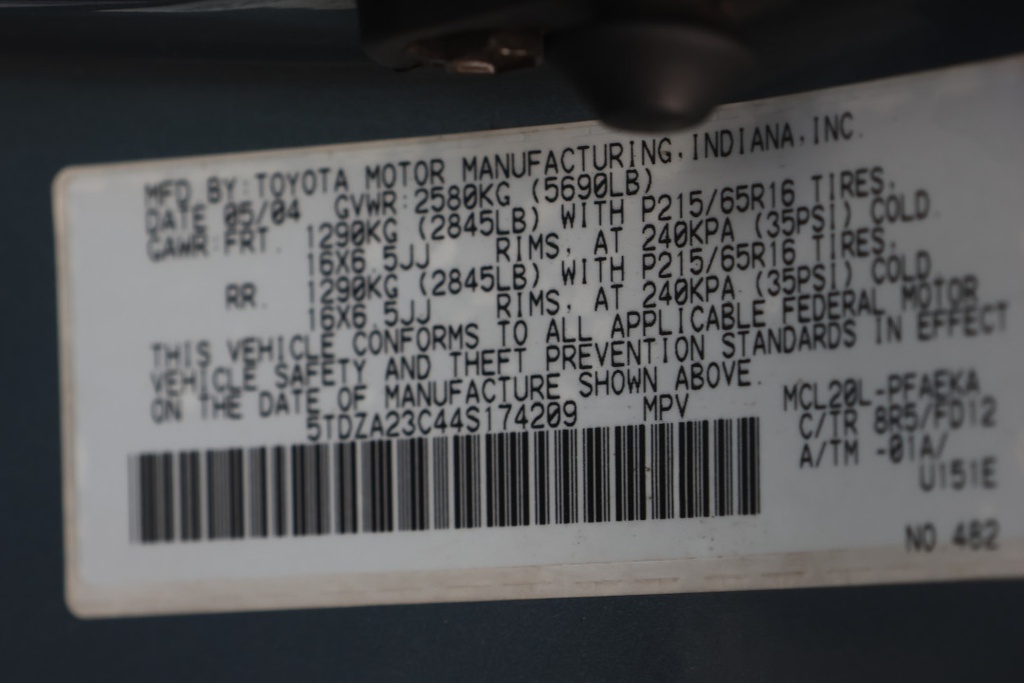 MFD BY: TOYOTA MOTOR MANUFACTURING, INDIANA, INC.
DATE 05/04 GVWR: 2580KG (5690LB)
GAWR: FRT. 1290KG (2845LB) WITH P215/65R16 TIRES,
16X6.5JJ RIMS, AT 240KPA (35PSI) COLD.
RR. 1290KG (2845LB) WITH P215/65R16 TIRES,
16X6.5JJ RIMS, AT 240KPA (35PSI) COLD.
THIS VEHICLE CONFORMS TO ALL APPLICABLE FEDERAL MOTOR
VEHICLE SAFETY AND THEFT PREVENTION STANDARDS IN EFFECT
ON THE DATE OF MANUFACTURE SHOWN ABOVE.
5TDZA23C44S174209 MPV
MCL20L-PFAEKA
C/TR 8R5/FD12
A/TM -01A/
U151E
NO.482